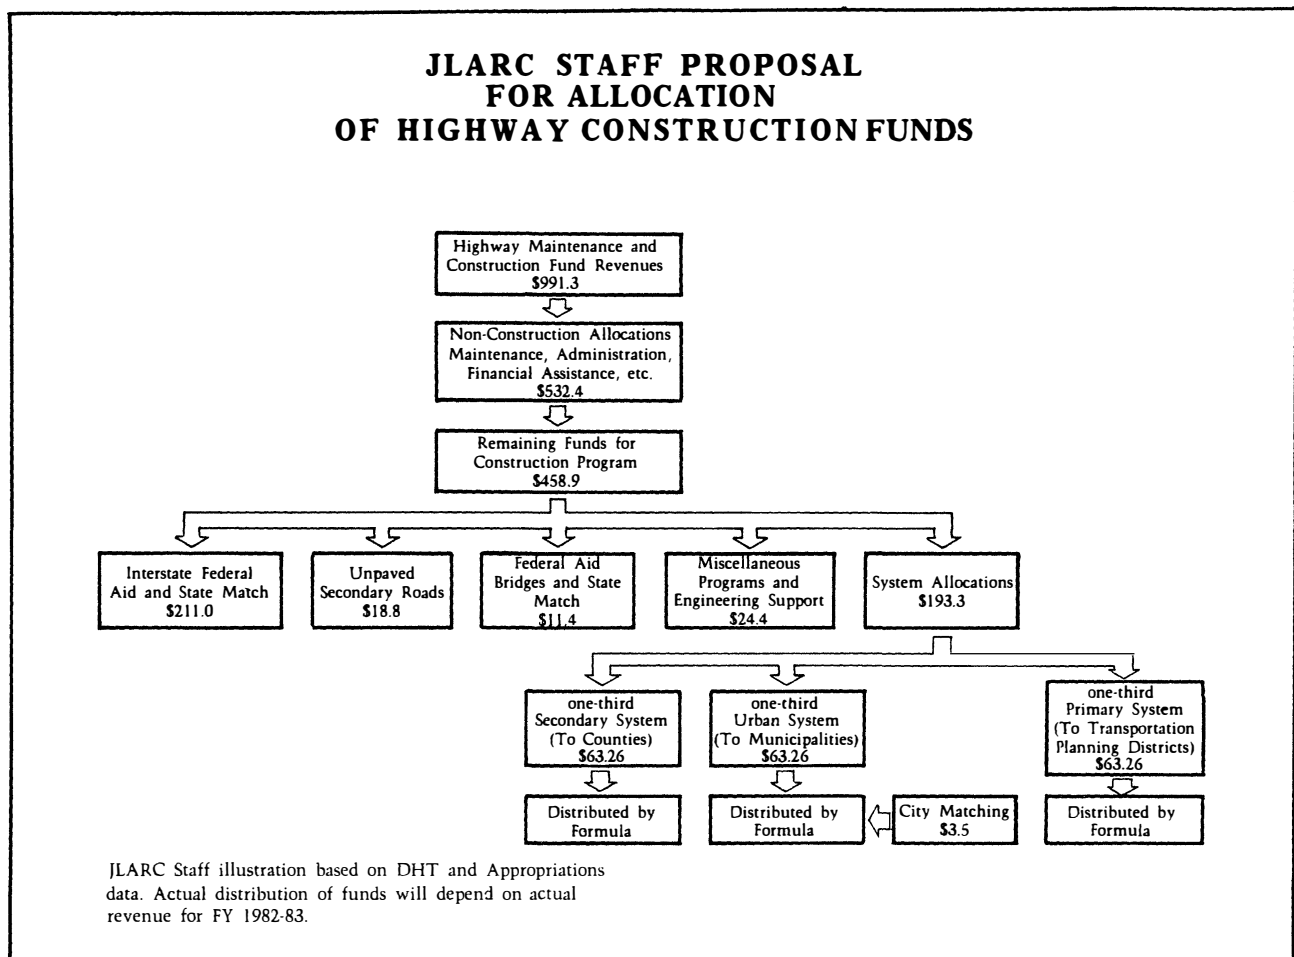 JLARC STAFF PROPOSAL
FOR ALLOCATION
OF HIGHWAY CONSTRUCTION FUNDS
Highway Maintenance and
Construction Fund Revenues
$991.3
Non-Construction Allocations
Maintenance, Administration,
Financial Assistance, etc.
$532.4
Remaining Funds for
Construction Program
$458.9
Interstate Federal
Aid and State Match
$211.0
Unpaved
Secondary Roads
$18.8
Federal Aid
Bridges and State
Match
$11.4
Miscellaneous
Programs and
Engineering Support
$24.4
System Allocations
$193.3
one-third
Secondary System
(To Counties)
$63.26
one-third
Urban System
(To Municipalities)
$63.26
one-third
Primary System
(To Transportation
Planning Districts)
$63.26
Distributed by
Formula
Distributed by
Formula
City Matching
$3.5
Distributed by
Formula
JLARC Staff illustration based on DHT and Appropriations
data. Actual distribution of funds will depend on actual
revenue for FY 1982-83.